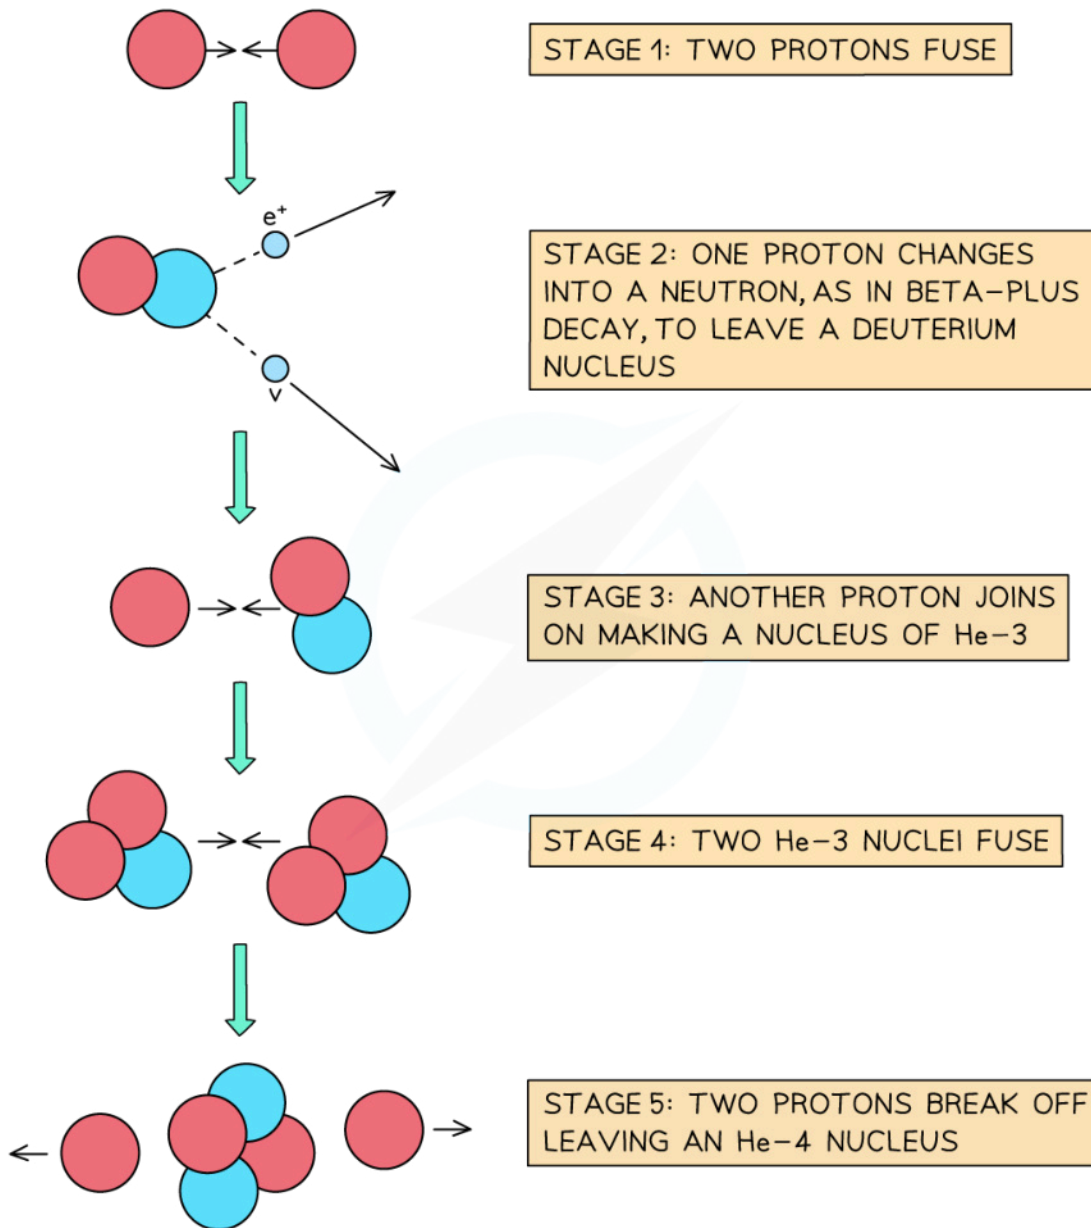 STAGE 1: TWO PROTONS FUSE
e⁺
STAGE 2: ONE PROTON CHANGES
INTO A NEUTRON, AS IN BETA-PLUS
DECAY, TO LEAVE A DEUTERIUM
NUCLEUS
ν
STAGE 3: ANOTHER PROTON JOINS
ON MAKING A NUCLEUS OF He-3
STAGE 4: TWO He-3 NUCLEI FUSE
STAGE 5: TWO PROTONS BREAK OFF
LEAVING AN He-4 NUCLEUS